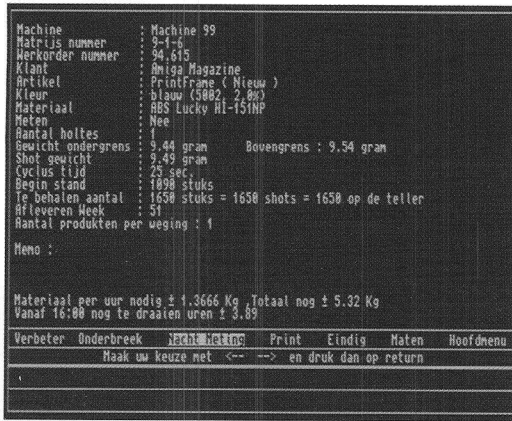 Machine : Machine 99
Matrijs nummer : 9-1-6
Werkorder nummer : 94.615
Klant : Amiga Magazine
Artikel : PrintFrame ( Nieuw )
Kleur : blauw (5002, 2,0%)
Materiaal : ABS Lucky HI-151NP
Meten : Nee
Aantal holtes : 1
Gewicht ondergrens : 9.44 gram Bovengrens : 9.54 gram
Shot gewicht : 9.49 gram
Cyclus tijd : 25 sec.
Begin stand : 1090 stuks
Te behalen aantal : 1650 stuks = 1650 shots = 1650 op de teller
Afleveren Week : 51
Aantal produkten per weging : 1
Memo :
Materiaal per uur nodig ± 1.3666 Kg ,Totaal nog ± 5.32 Kg
Vanaf 16:00 nog te draaien uren ± 3.89
Verbeter Onderbreek Nacht Meting Print Eindig Maten Hoofdmenu
Maak uw keuze met <-- --> en druk dan op return